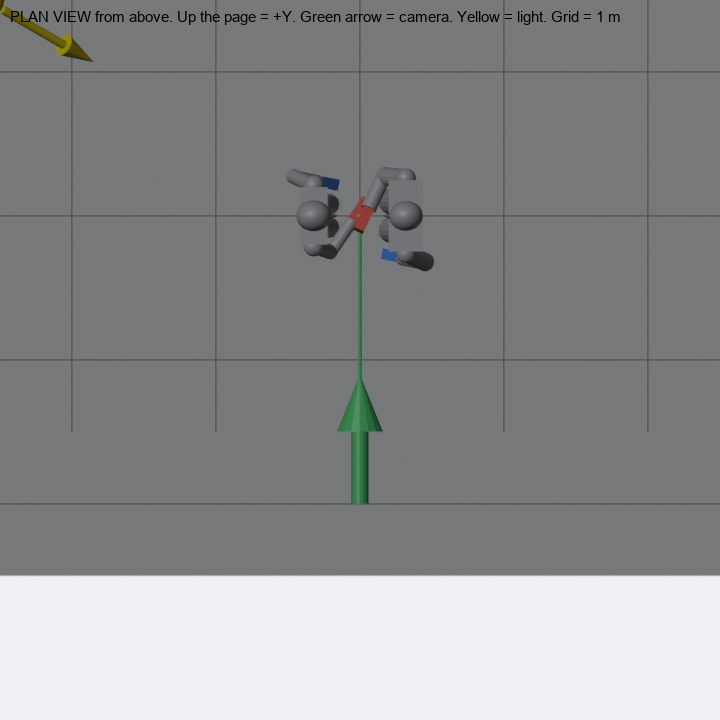 PLAN VIEW from above. Up the page = +Y. Green arrow = camera. Yellow = light. Grid = 1 m